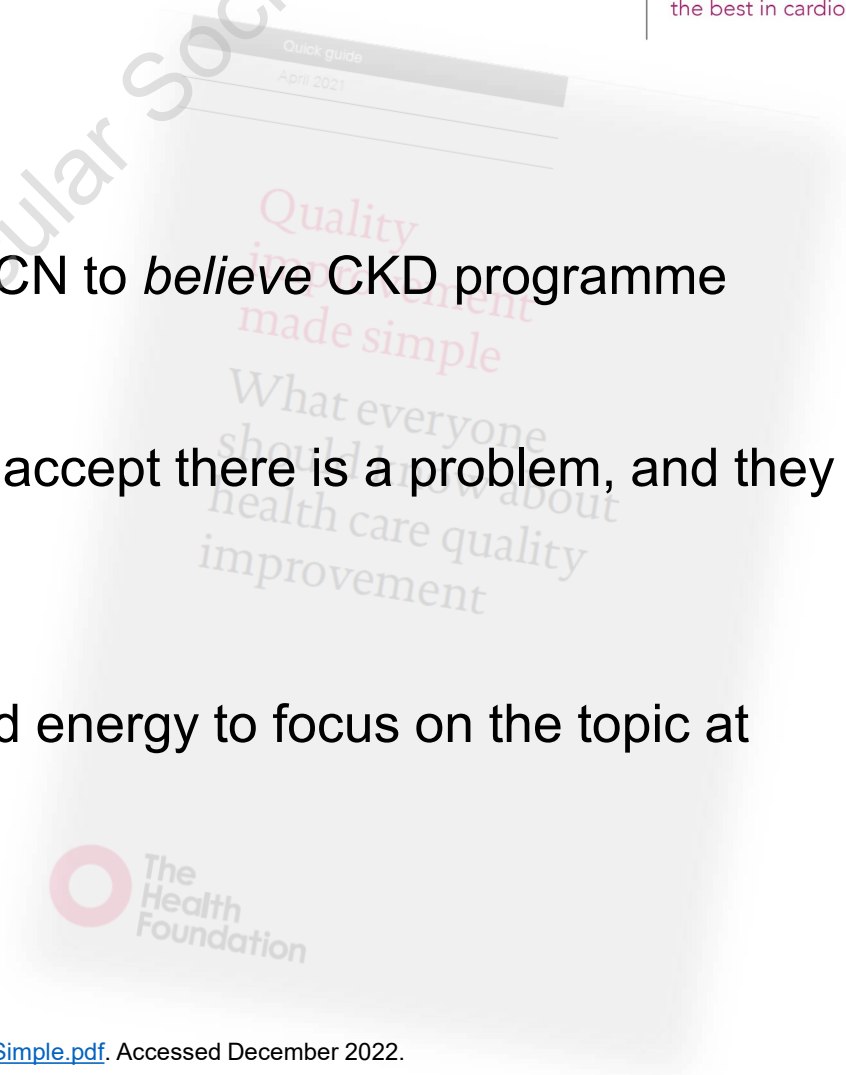 the best in cardio
Quick guide
April 2021
ular Soc
Quality
improvement
made simple
CN to believe CKD programme
What everyone
should know about
health care quality
improvement
accept there is a problem, and they
d energy to focus on the topic at
The
Health
Foundation
Simple.pdf. Accessed December 2022.